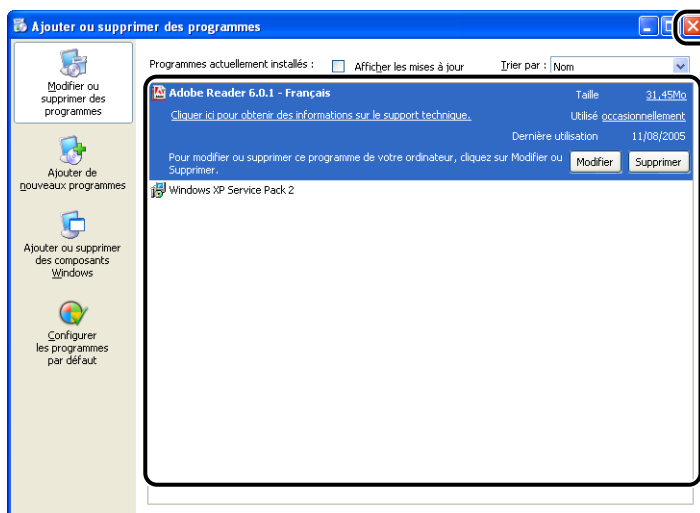 Ajouter ou supprimer des programmes
Modifier ou
supprimer des
programmes
Ajouter de
nouveaux programmes
Ajouter ou supprimer
des composants
Windows
Configurer
les programmes
par défaut
Programmes actuellement installés : Afficher les mises à jour Trier par : Nom
Adobe Reader 6.0.1 - Français Taille 31,45Mo
Cliquer ici pour obtenir des informations sur le support technique. Utilisé occasionnellement
Dernière utilisation 11/08/2005
Pour modifier ou supprimer ce programme de votre ordinateur, cliquez sur Modifier ou
Supprimer. Modifier Supprimer
Windows XP Service Pack 2